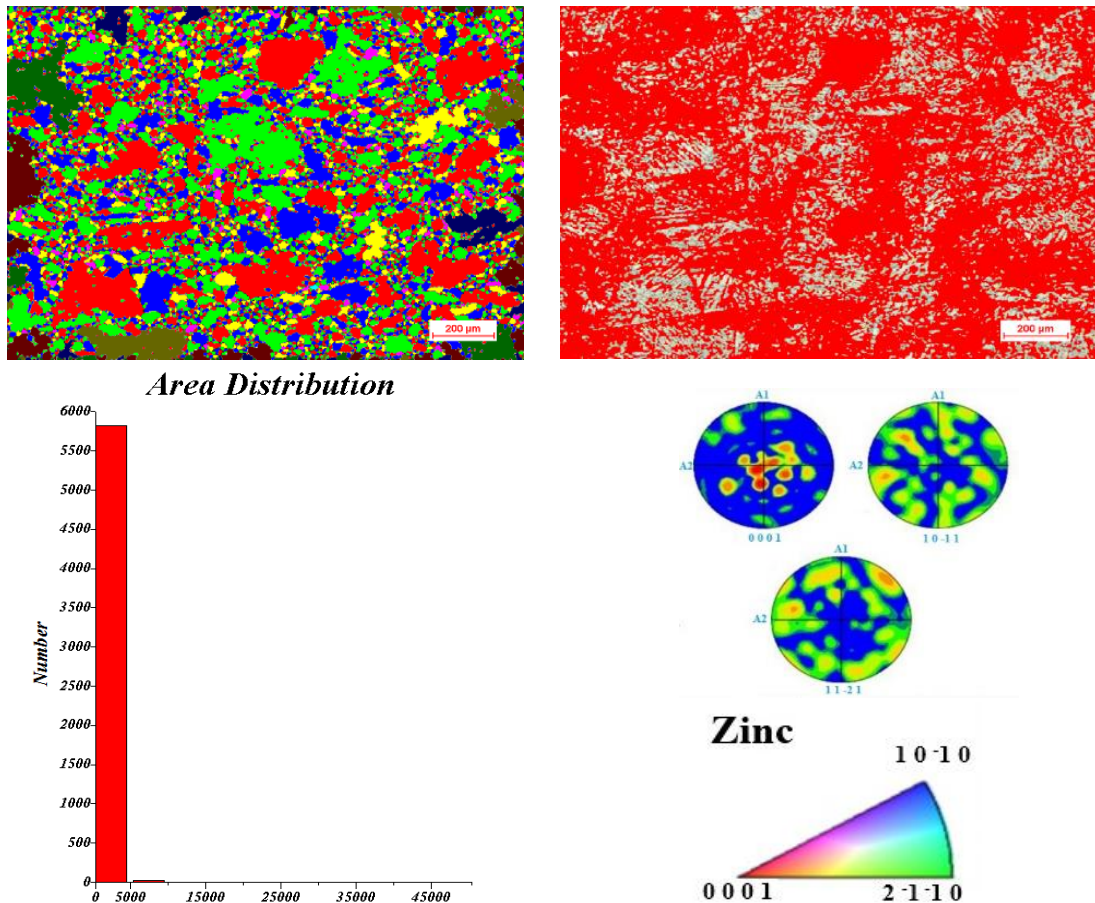 200 µm
200 µm
Area Distribution
6000
5500
5000
4500
4000
3500
3000
2500
2000
1500
1000
500
0
Number
0 5000 15000 25000 35000 45000
A1
A2
0 0 0 1
A1
A2
1 0 -1 1
A1
A2
1 1 -2 1
Zinc
1 0 -1 0
0 0 0 1
2 -1 -1 0